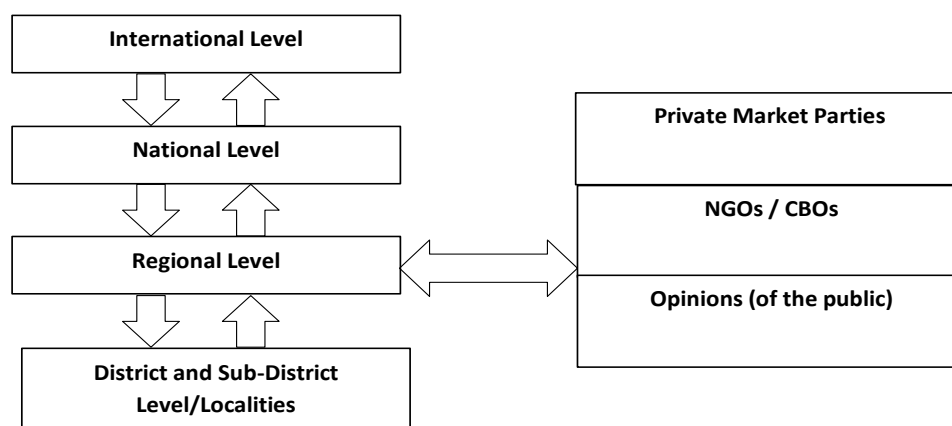 International Level
National Level
Regional Level
District and Sub-District
Level/Localities
Private Market Parties
NGOs / CBOs
Opinions (of the public)